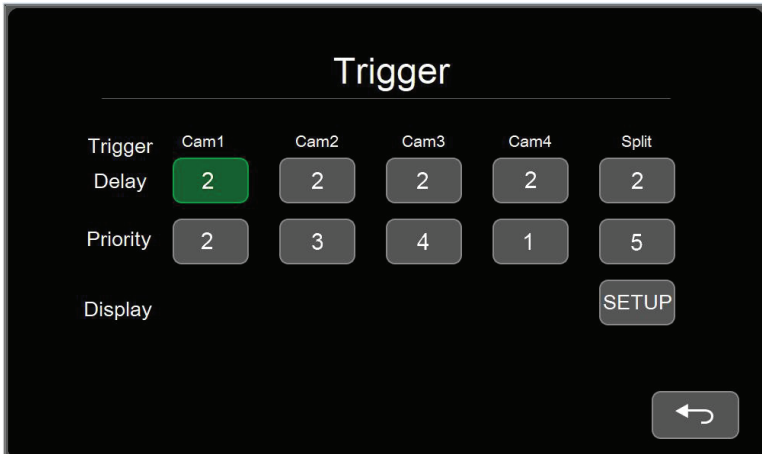 Trigger
Trigger Cam1 Cam2 Cam3 Cam4 Split
Delay 2 2 2 2 2
Priority 2 3 4 1 5
Display SETUP